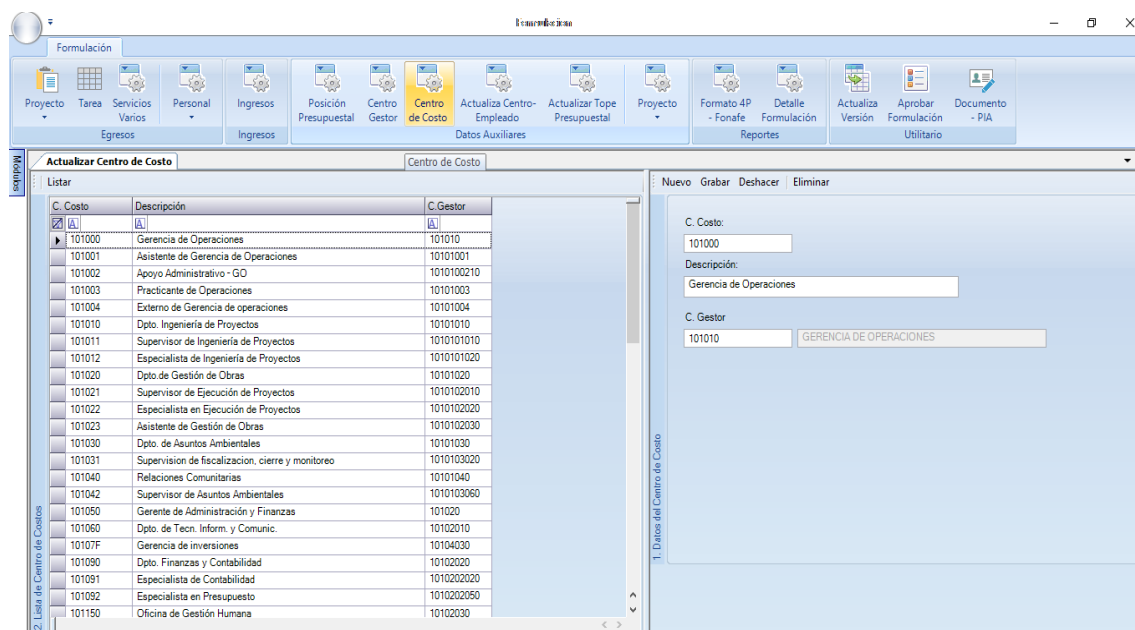 Formulación
Proyecto
Tarea
Servicios Varios
Personal
Ingresos
Posición Presupuestal
Centro Gestor
Centro de Costo
Actualiza Centro- Empleado
Actualizar Tope Presupuestal
Proyecto
Formato 4P - Fonafe
Detalle Formulación
Actualiza Versión
Aprobar Formulación
Documento - PIA
Egresos
Ingresos
Datos Auxiliares
Reportes
Utilitario
Módulos
Actualizar Centro de Costo
Centro de Costo
Listar
C. Costo Descripción C.Gestor
101000 Gerencia de Operaciones 101010
101001 Asistente de Gerencia de Operaciones 10101001
101002 Apoyo Administrativo - GO 1010100210
101003 Practicante de Operaciones 10101003
101004 Externo de Gerencia de operaciones 10101004
101010 Dpto. Ingeniería de Proyectos 10101010
101011 Supervisor de Ingeniería de Proyectos 1010101010
101012 Especialista de Ingeniería de Proyectos 1010101020
101020 Dpto.de Gestión de Obras 10101020
101021 Supervisor de Ejecución de Proyectos 1010102010
101022 Especialista en Ejecución de Proyectos 1010102020
101023 Asistente de Gestión de Obras 1010102030
101030 Dpto. de Asuntos Ambientales 10101030
101031 Supervision de fiscalizacion, cierre y monitoreo 1010103020
101040 Relaciones Comunitarias 10101040
101042 Supervisor de Asuntos Ambientales 1010103060
101050 Gerente de Administración y Finanzas 101020
101060 Dpto. de Tecn. Inform. y Comunic. 10102010
10107F Gerencia de inversiones 10104030
101090 Dpto. Finanzas y Contabilidad 10102020
101091 Especialista de Contabilidad 1010202020
101092 Especialista en Presupuesto 1010202050
101150 Oficina de Gestión Humana 10102030
2. Lista de Centro de Costos
Nuevo Grabar Deshacer Eliminar
C. Costo:
101000
Descripción:
Gerencia de Operaciones
C. Gestor
101010 GERENCIA DE OPERACIONES
1. Datos del Centro de Costo